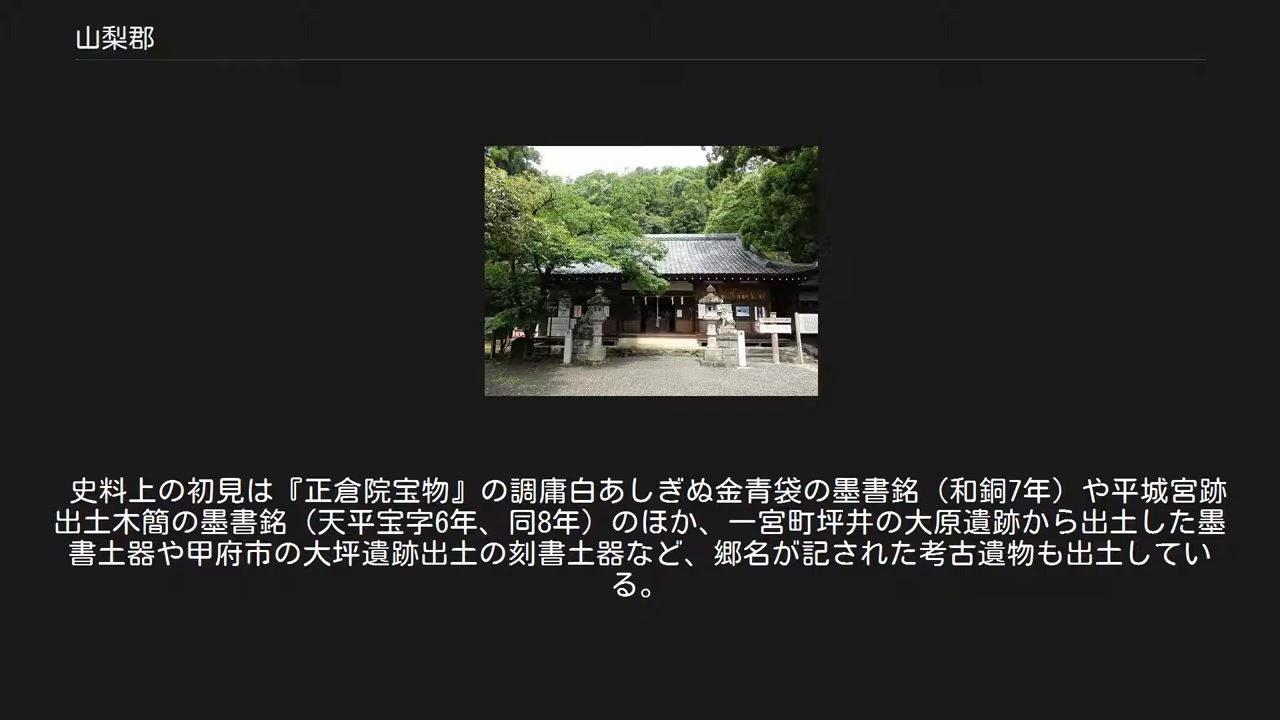 山梨郡
史料上の初見は『正倉院宝物』の調庸白あしぎぬ金青袋の墨書銘（和銅7年）や平城宮跡
出土木簡の墨書銘（天平宝字6年、同8年）のほか、一宮町坪井の大原遺跡から出土した墨
書土器や甲府市の大坪遺跡出土の刻書土器など、郷名が記された考古遺物も出土してい
る。